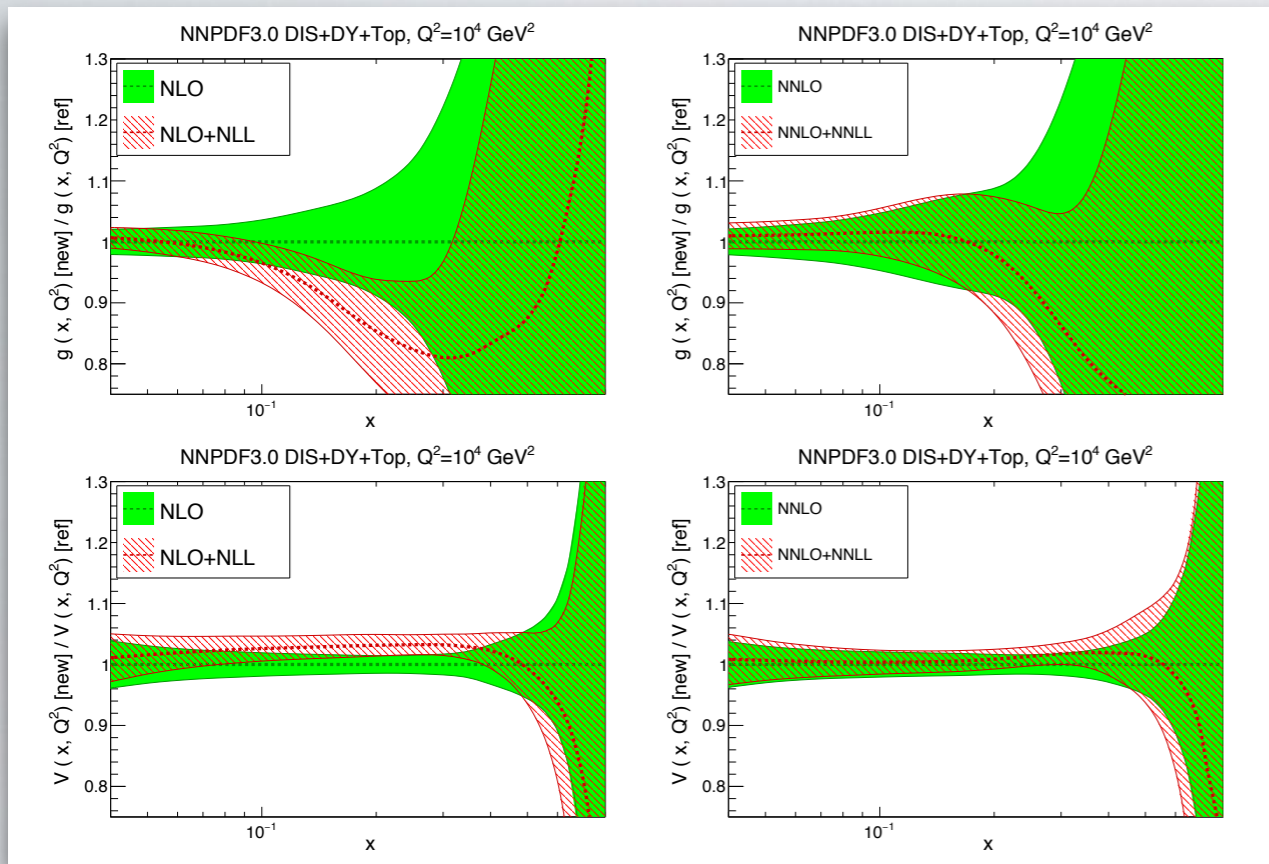 NNPDF3.0 DIS+DY+Top, Q²=10⁴ GeV²
g ( x, Q²) [new] / g ( x, Q²) [ref]
1.3
1.2
1.1
1
0.9
0.8
NLO
NLO+NLL
10⁻¹
x
NNPDF3.0 DIS+DY+Top, Q²=10⁴ GeV²
g ( x, Q²) [new] / g ( x, Q²) [ref]
1.3
1.2
1.1
1
0.9
0.8
NNLO
NNLO+NNLL
10⁻¹
x
NNPDF3.0 DIS+DY+Top, Q²=10⁴ GeV²
V ( x, Q²) [new] / V ( x, Q²) [ref]
1.3
1.2
1.1
1
0.9
0.8
NLO
NLO+NLL
10⁻¹
x
NNPDF3.0 DIS+DY+Top, Q²=10⁴ GeV²
V ( x, Q²) [new] / V ( x, Q²) [ref]
1.3
1.2
1.1
1
0.9
0.8
NNLO
NNLO+NNLL
10⁻¹
x